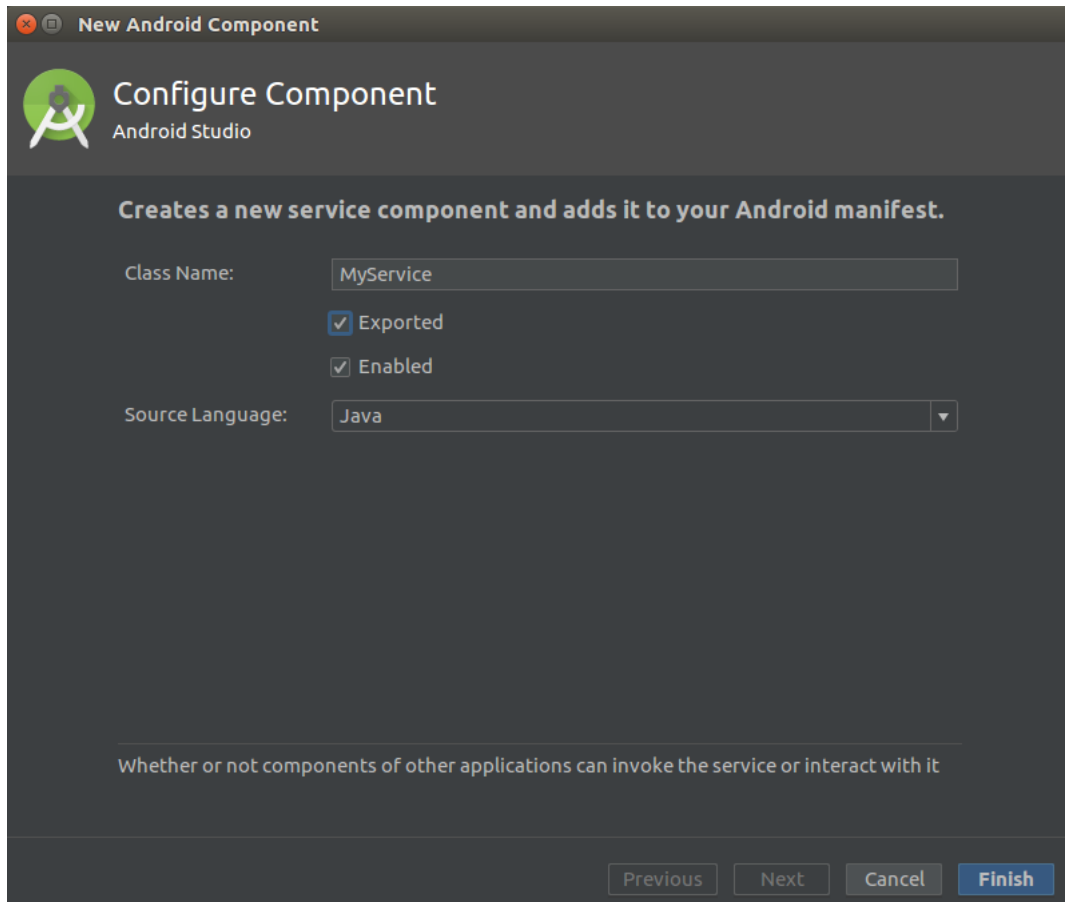 New Android Component
Configure Component
Android Studio
Creates a new service component and adds it to your Android manifest.
Class Name: MyService
Exported
Enabled
Source Language: Java
Whether or not components of other applications can invoke the service or interact with it
Previous Next Cancel Finish